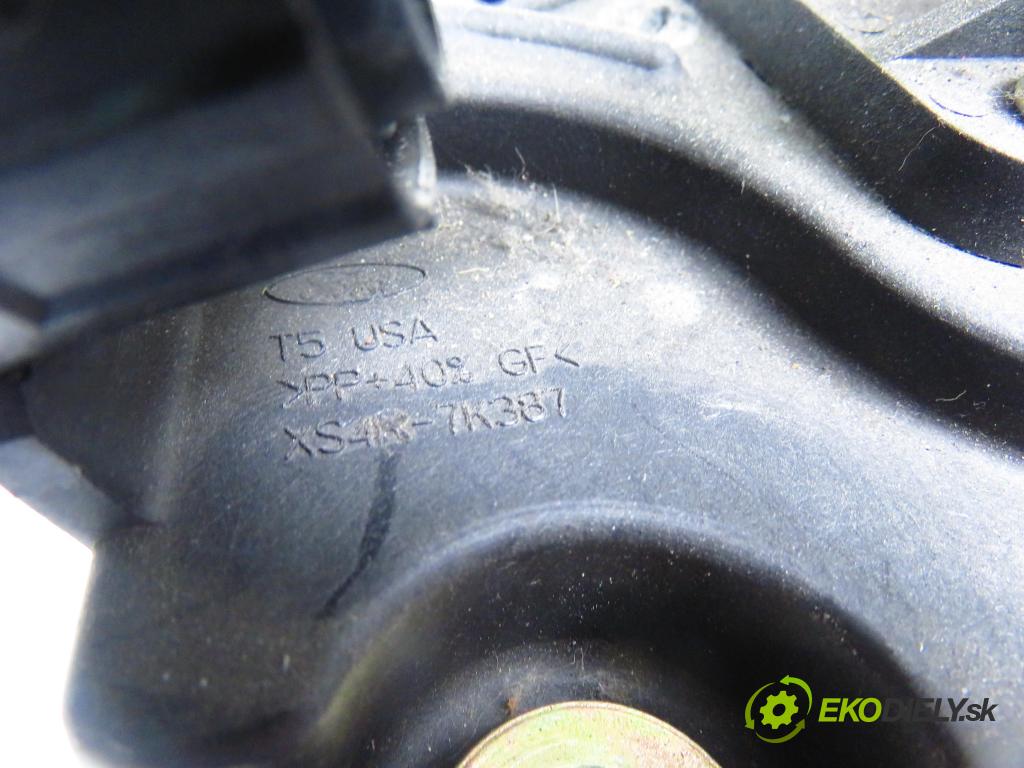 T5 USA
>PP+40% GF<
XS4R-7K387
EKODIELY.sk